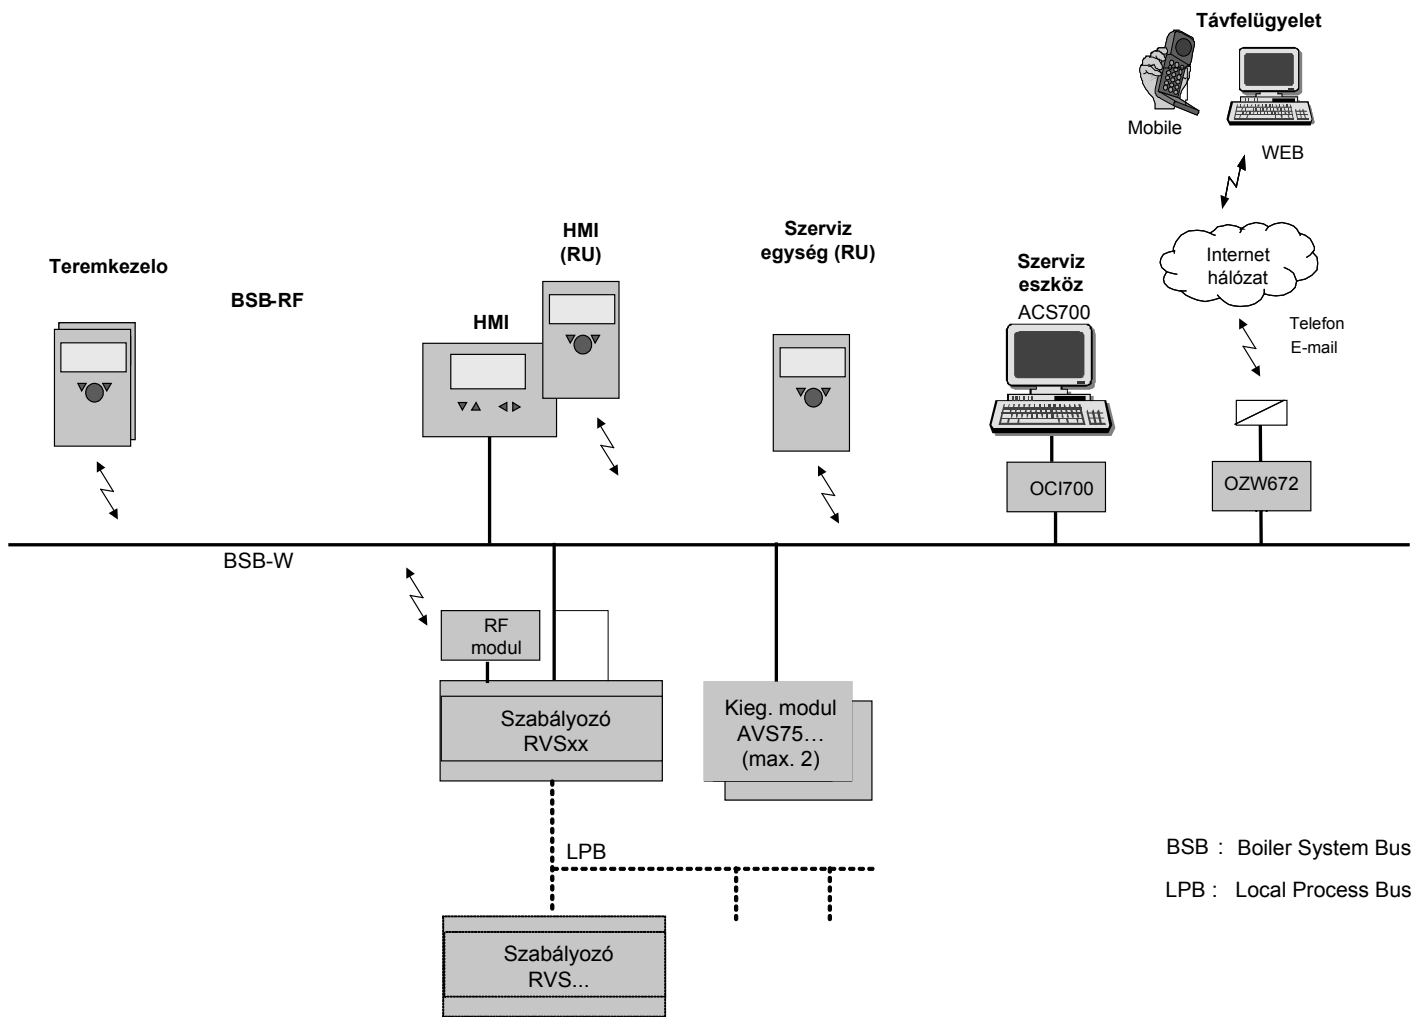 Távfelügyelet
Mobile
WEB
Internet
hálózat
Telefon
E-mail
Teremkezelo
BSB-RF
HMI
HMI
(RU)
Szerviz
egység (RU)
Szerviz
eszköz
ACS700
OCI700
OZW672
BSB-W
RF
modul
Szabályozó
RVSxx
Kieg. modul
AVS75…
(max. 2)
LPB
Szabályozó
RVS...
BSB : Boiler System Bus
LPB : Local Process Bus